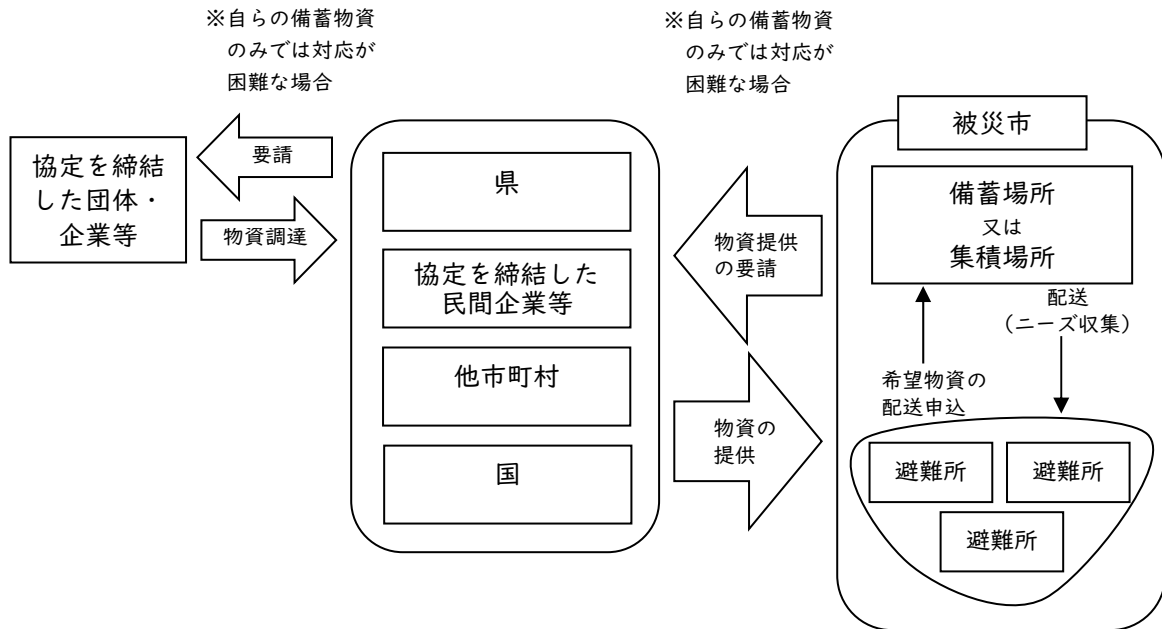 ※自らの備蓄物資
のみでは対応が
困難な場合
※自らの備蓄物資
のみでは対応が
困難な場合
協定を締結
した団体・
企業等
要請
物資調達
県
協定を締結した
民間企業等
他市町村
国
物資提供
の要請
物資の
提供
被災市
備蓄場所
又は
集積場所
配送
(ニーズ収集)
希望物資の
配送申込
避難所
避難所
避難所